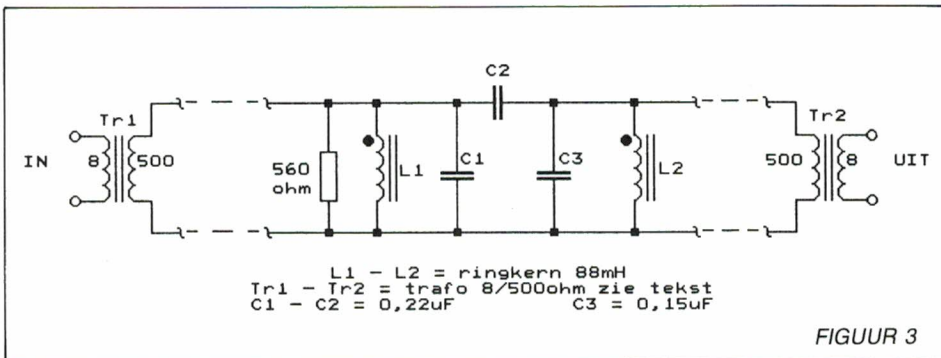 C2
Tr1
Tr2
IN
8
500
560
ohm
L1
C1
C3
L2
500
8
UIT
L1 - L2 = ringkern 88mH
Tr1 - Tr2 = trafo 8/500ohm zie tekst
C1 - C2 = 0,22uF C3 = 0,15uF
FIGUUR 3